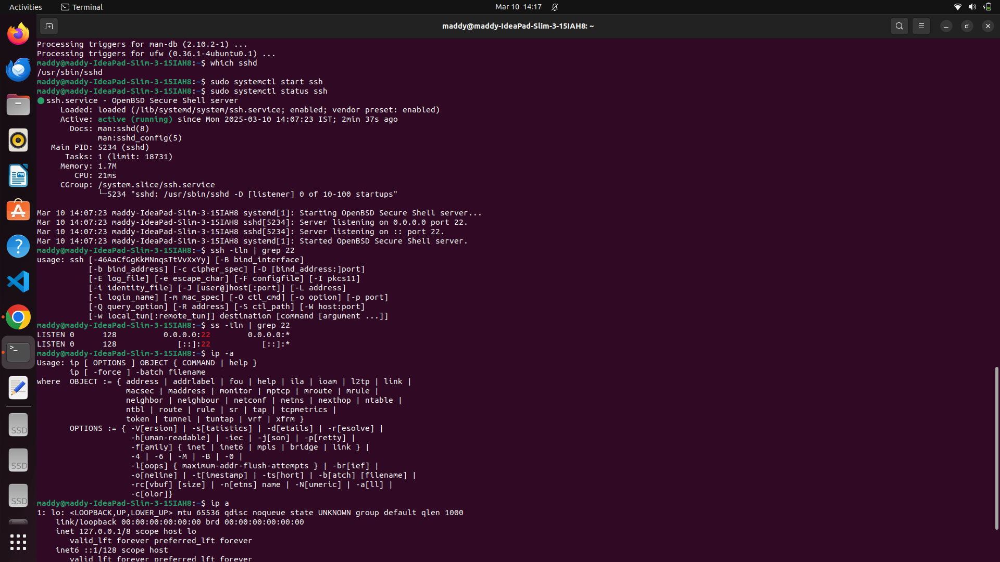 Activities
Terminal
Mar 10 14:17
maddy@maddy-IdeaPad-Slim-3-15IAH8: ~
Processing triggers for man-db (2.10.2-1) ...
Processing triggers for ufw (0.36.1-4ubuntu0.1) ...
maddy@maddy-IdeaPad-Slim-3-15IAH8:~$ which sshd
/usr/sbin/sshd
maddy@maddy-IdeaPad-Slim-3-15IAH8:~$ sudo systemctl start ssh
maddy@maddy-IdeaPad-Slim-3-15IAH8:~$ sudo systemctl status ssh
● ssh.service - OpenBSD Secure Shell server
     Loaded: loaded (/lib/systemd/system/ssh.service; enabled; vendor preset: enabled)
     Active: active (running) since Mon 2025-03-10 14:07:23 IST; 2min 37s ago
       Docs: man:sshd(8)
             man:sshd_config(5)
   Main PID: 5234 (sshd)
      Tasks: 1 (limit: 18731)
     Memory: 1.7M
        CPU: 21ms
     CGroup: /system.slice/ssh.service
             └─5234 "sshd: /usr/sbin/sshd -D [listener] 0 of 10-100 startups"
Mar 10 14:07:23 maddy-IdeaPad-Slim-3-15IAH8 systemd[1]: Starting OpenBSD Secure Shell server...
Mar 10 14:07:23 maddy-IdeaPad-Slim-3-15IAH8 sshd[5234]: Server listening on 0.0.0.0 port 22.
Mar 10 14:07:23 maddy-IdeaPad-Slim-3-15IAH8 sshd[5234]: Server listening on :: port 22.
Mar 10 14:07:23 maddy-IdeaPad-Slim-3-15IAH8 systemd[1]: Started OpenBSD Secure Shell server.
maddy@maddy-IdeaPad-Slim-3-15IAH8:~$ ssh -tln | grep 22
usage: ssh [-46AaCfGgKkMNnqsTtVvXxYy] [-B bind_interface]
           [-b bind_address] [-c cipher_spec] [-D [bind_address:]port]
           [-E log_file] [-e escape_char] [-F configfile] [-I pkcs11]
           [-i identity_file] [-J [user@]host[:port]] [-L address]
           [-l login_name] [-m mac_spec] [-O ctl_cmd] [-o option] [-p port]
           [-Q query_option] [-R address] [-S ctl_path] [-W host:port]
           [-w local_tun[:remote_tun]] destination [command [argument ...]]
maddy@maddy-IdeaPad-Slim-3-15IAH8:~$ ss -tln | grep 22
LISTEN 0      128          0.0.0.0:22        0.0.0.0:*
LISTEN 0      128             [::]:22           [::]:*
maddy@maddy-IdeaPad-Slim-3-15IAH8:~$ ip -a
Usage: ip [ OPTIONS ] OBJECT { COMMAND | help }
       ip [ -force ] -batch filename
where  OBJECT := { address | addrlabel | fou | help | ila | ioam | l2tp | link |
                   macsec | maddress | monitor | mptcp | mroute | mrule |
                   neighbor | neighbour | netconf | netns | nexthop | ntable |
                   ntbl | route | rule | sr | tap | tcpmetrics |
                   token | tunnel | tuntap | vrf | xfrm }
       OPTIONS := { -V[ersion] | -s[tatistics] | -d[etails] | -r[esolve] |
                    -h[uman-readable] | -iec | -j[son] | -p[retty] |
                    -f[amily] { inet | inet6 | mpls | bridge | link } |
                    -4 | -6 | -M | -B | -0 |
                    -l[oops] { maximum-addr-flush-attempts } | -br[ief] |
                    -o[neline] | -t[imestamp] | -ts[hort] | -b[atch] [filename] |
                    -rc[vbuf] [size] | -n[etns] name | -N[umeric] | -a[ll] |
                    -c[olor]}
maddy@maddy-IdeaPad-Slim-3-15IAH8:~$ ip a
1: lo: <LOOPBACK,UP,LOWER_UP> mtu 65536 qdisc noqueue state UNKNOWN group default qlen 1000
    link/loopback 00:00:00:00:00:00 brd 00:00:00:00:00:00
    inet 127.0.0.1/8 scope host lo
       valid_lft forever preferred_lft forever
    inet6 ::1/128 scope host
       valid_lft forever preferred_lft forever
SSD
SSD
SSD